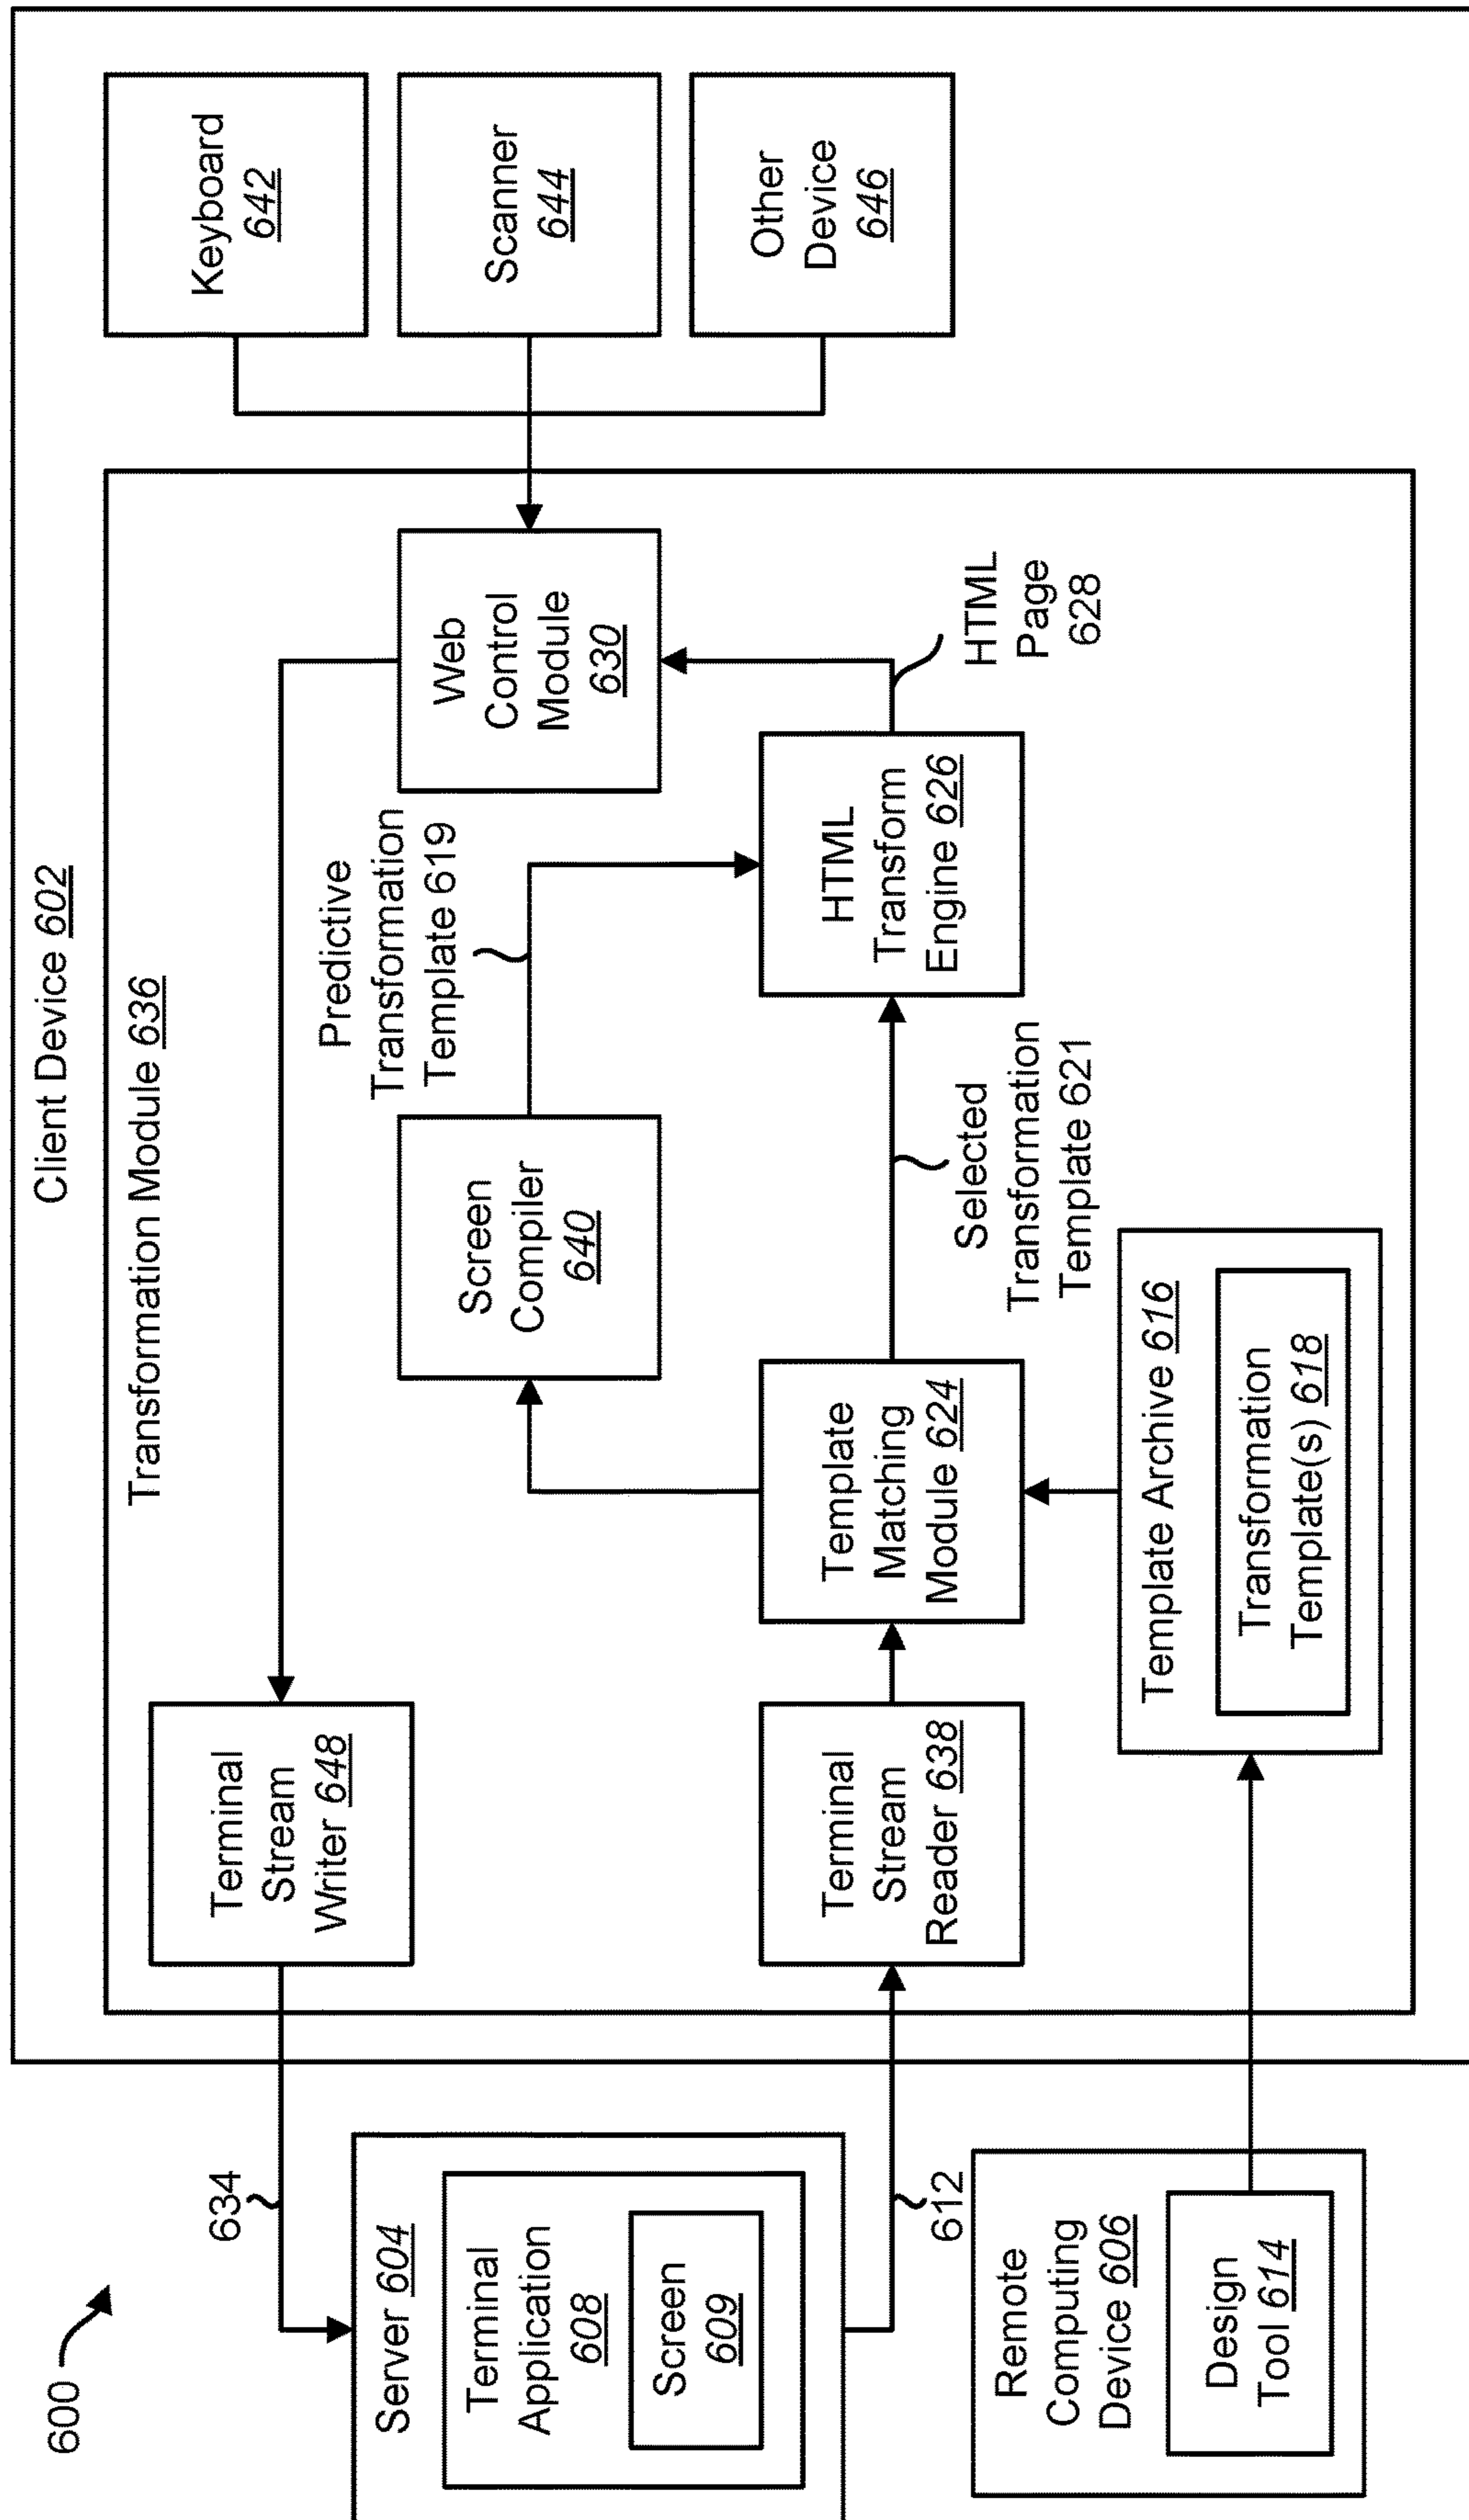 600
Client Device 602
Transformation Module 636
Keyboard
642
Scanner
644
Other
Device
646
634
Terminal
Stream
Writer 648
Predictive
Transformation
Template 619
Web
Control
Module
630
Screen
Compiler
640
Server 604
Terminal
Application
608
Screen
609
612
Terminal
Stream
Reader 638
Template
Matching
Module 624
Selected
Transformation
Template 621
HTML
Transform
Engine 626
HTML
Page
628
Remote
Computing
Device 606
Design
Tool 614
Template Archive 616
Transformation
Template(s) 618